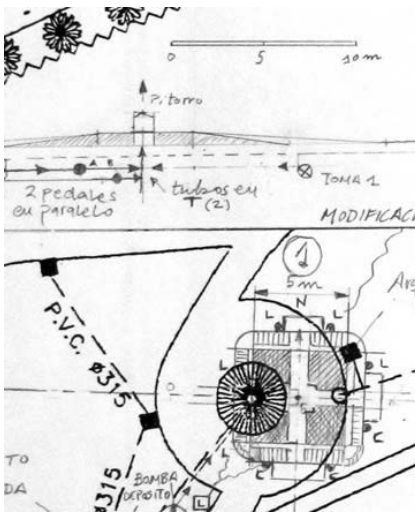 0 5 10 m
Pitorro
A B
2 pedales
en paralelo
tubos en
T (2)
TOMA 1
MODIFICAC
1
5 m
N
L L
P.V.C. ø315
L
L
O
L
C
C
C
ø315
BOMBA
DEPOSITO
L
TO
DA